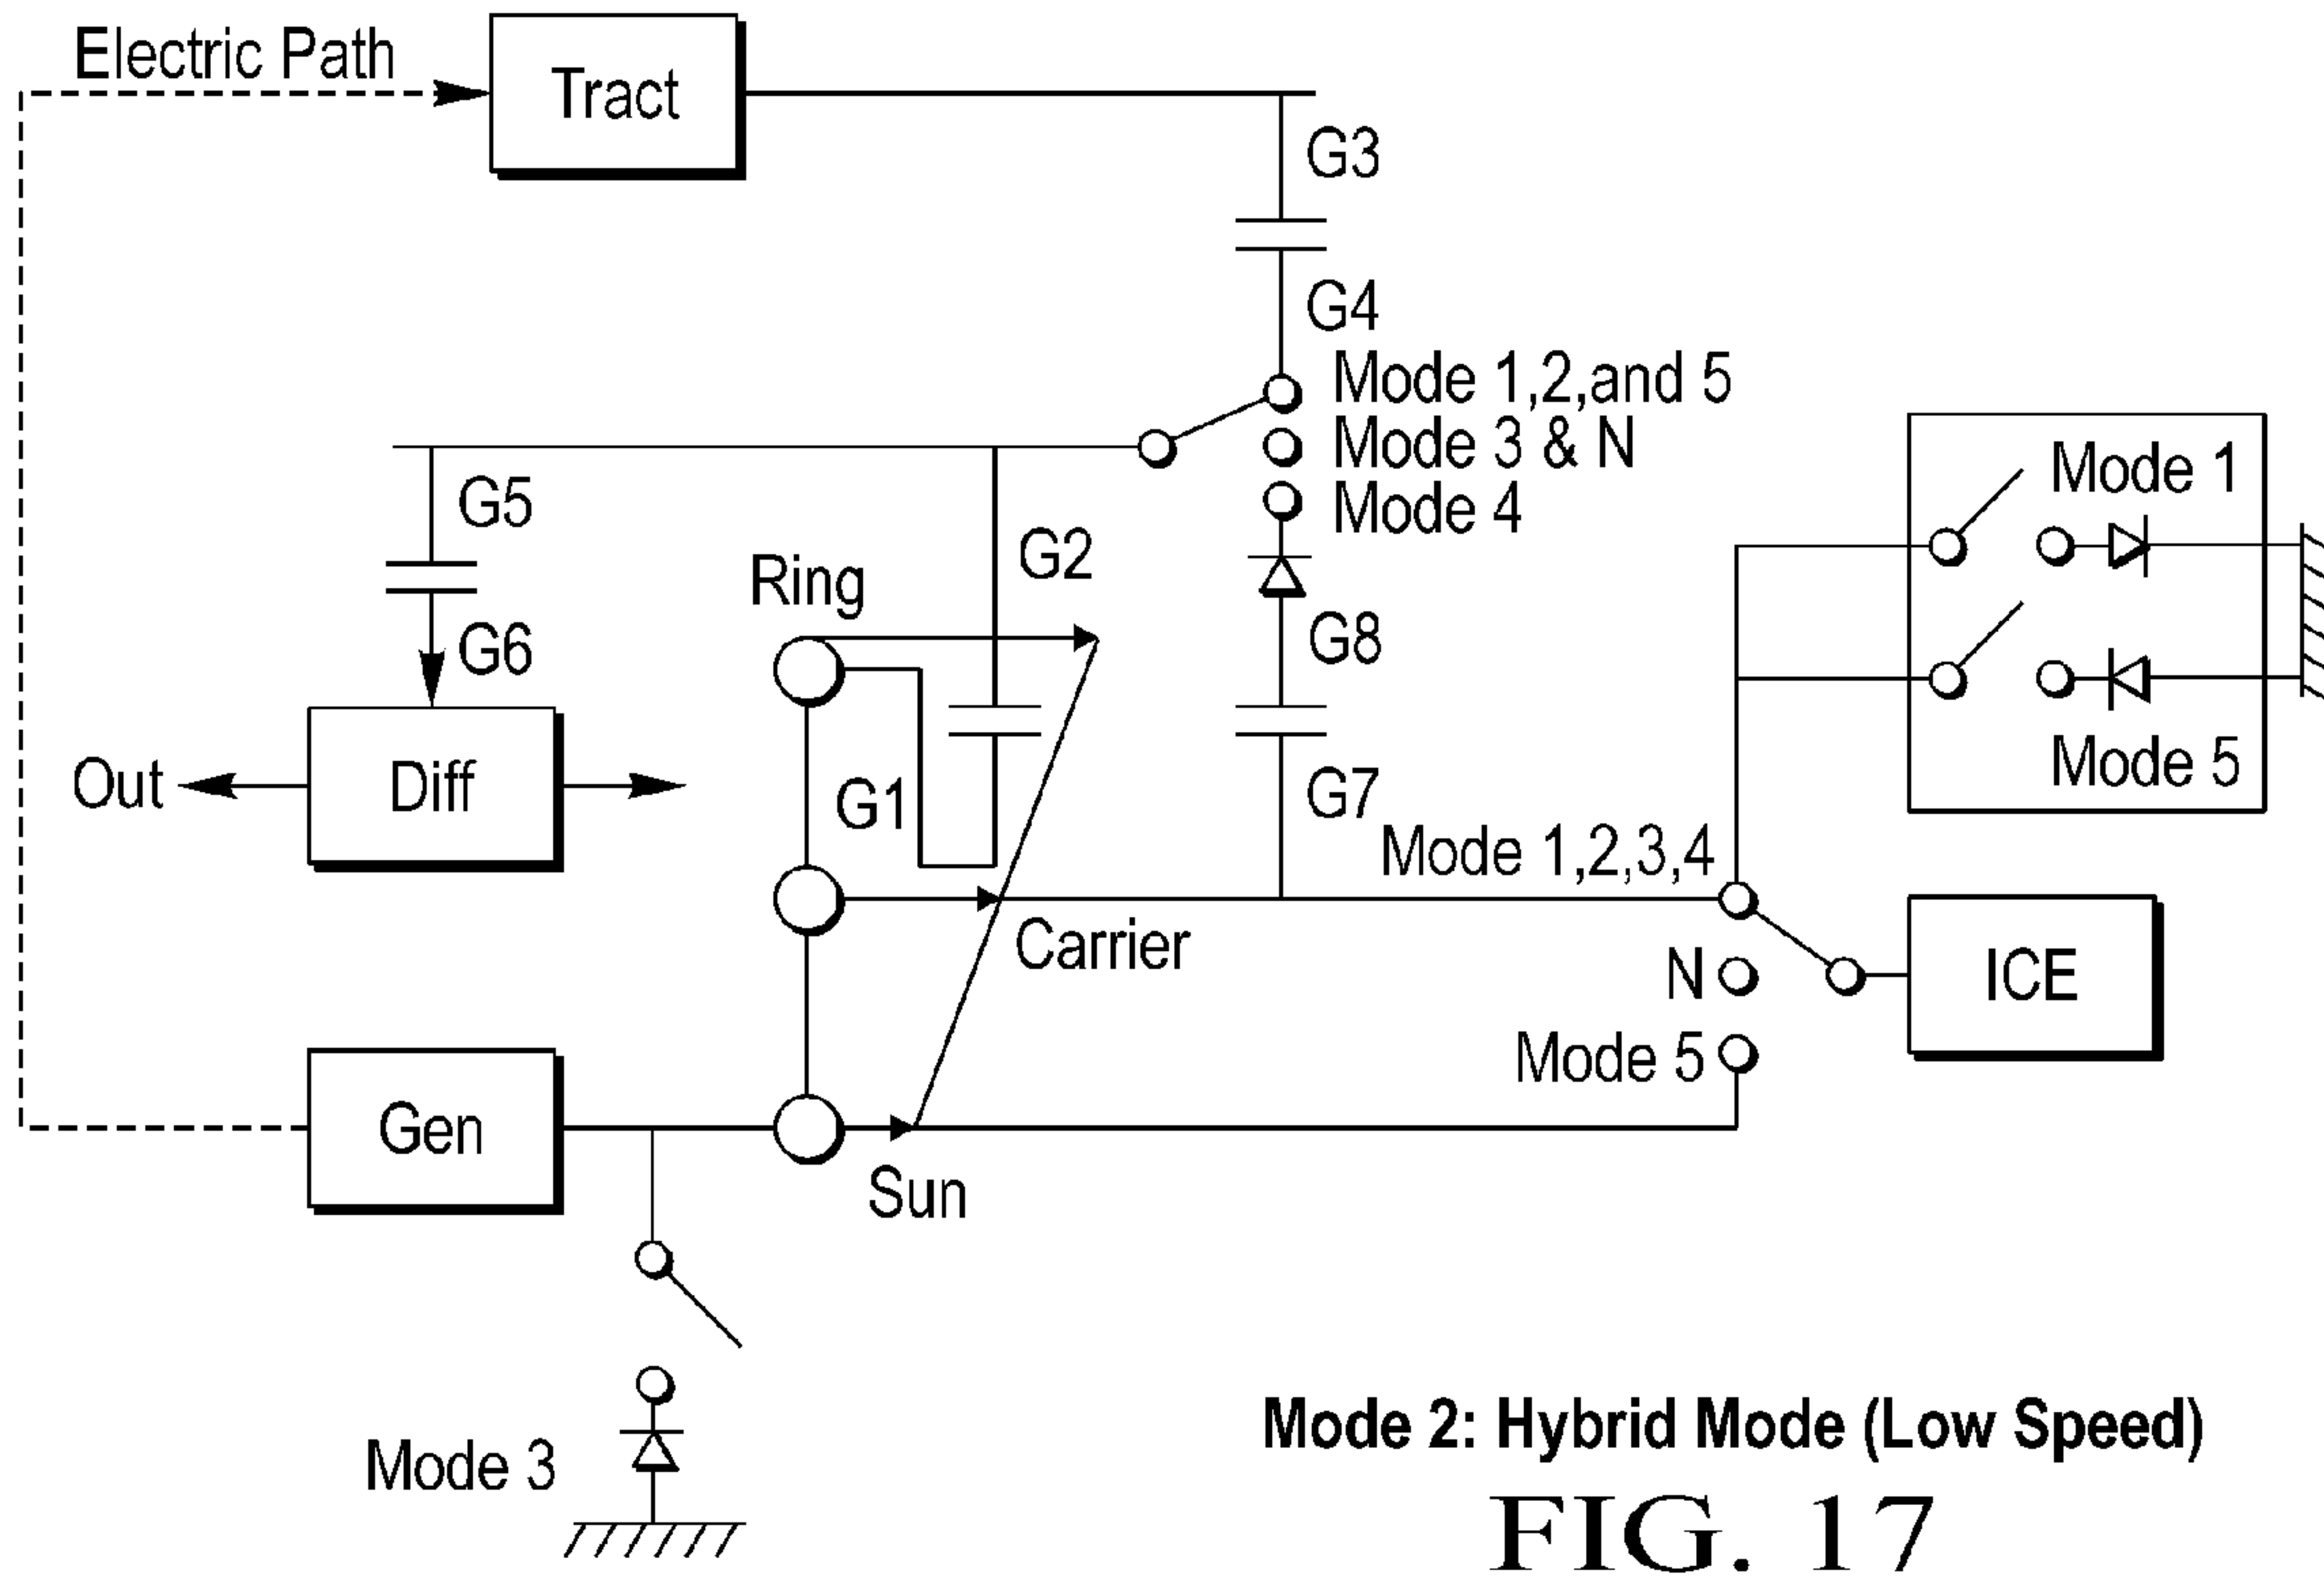 Electric Path
Tract
G3
G4
Mode 1,2,and 5
Mode 3 & N
Mode 4
G5
G2
Mode 1
Ring
G6
G8
Out
Diff
G1
G7
Mode 5
Mode 1,2,3,4
Carrier
N
ICE
Mode 5
Gen
Sun
Mode 3
Mode 2: Hybrid Mode (Low Speed)
FIG. 17